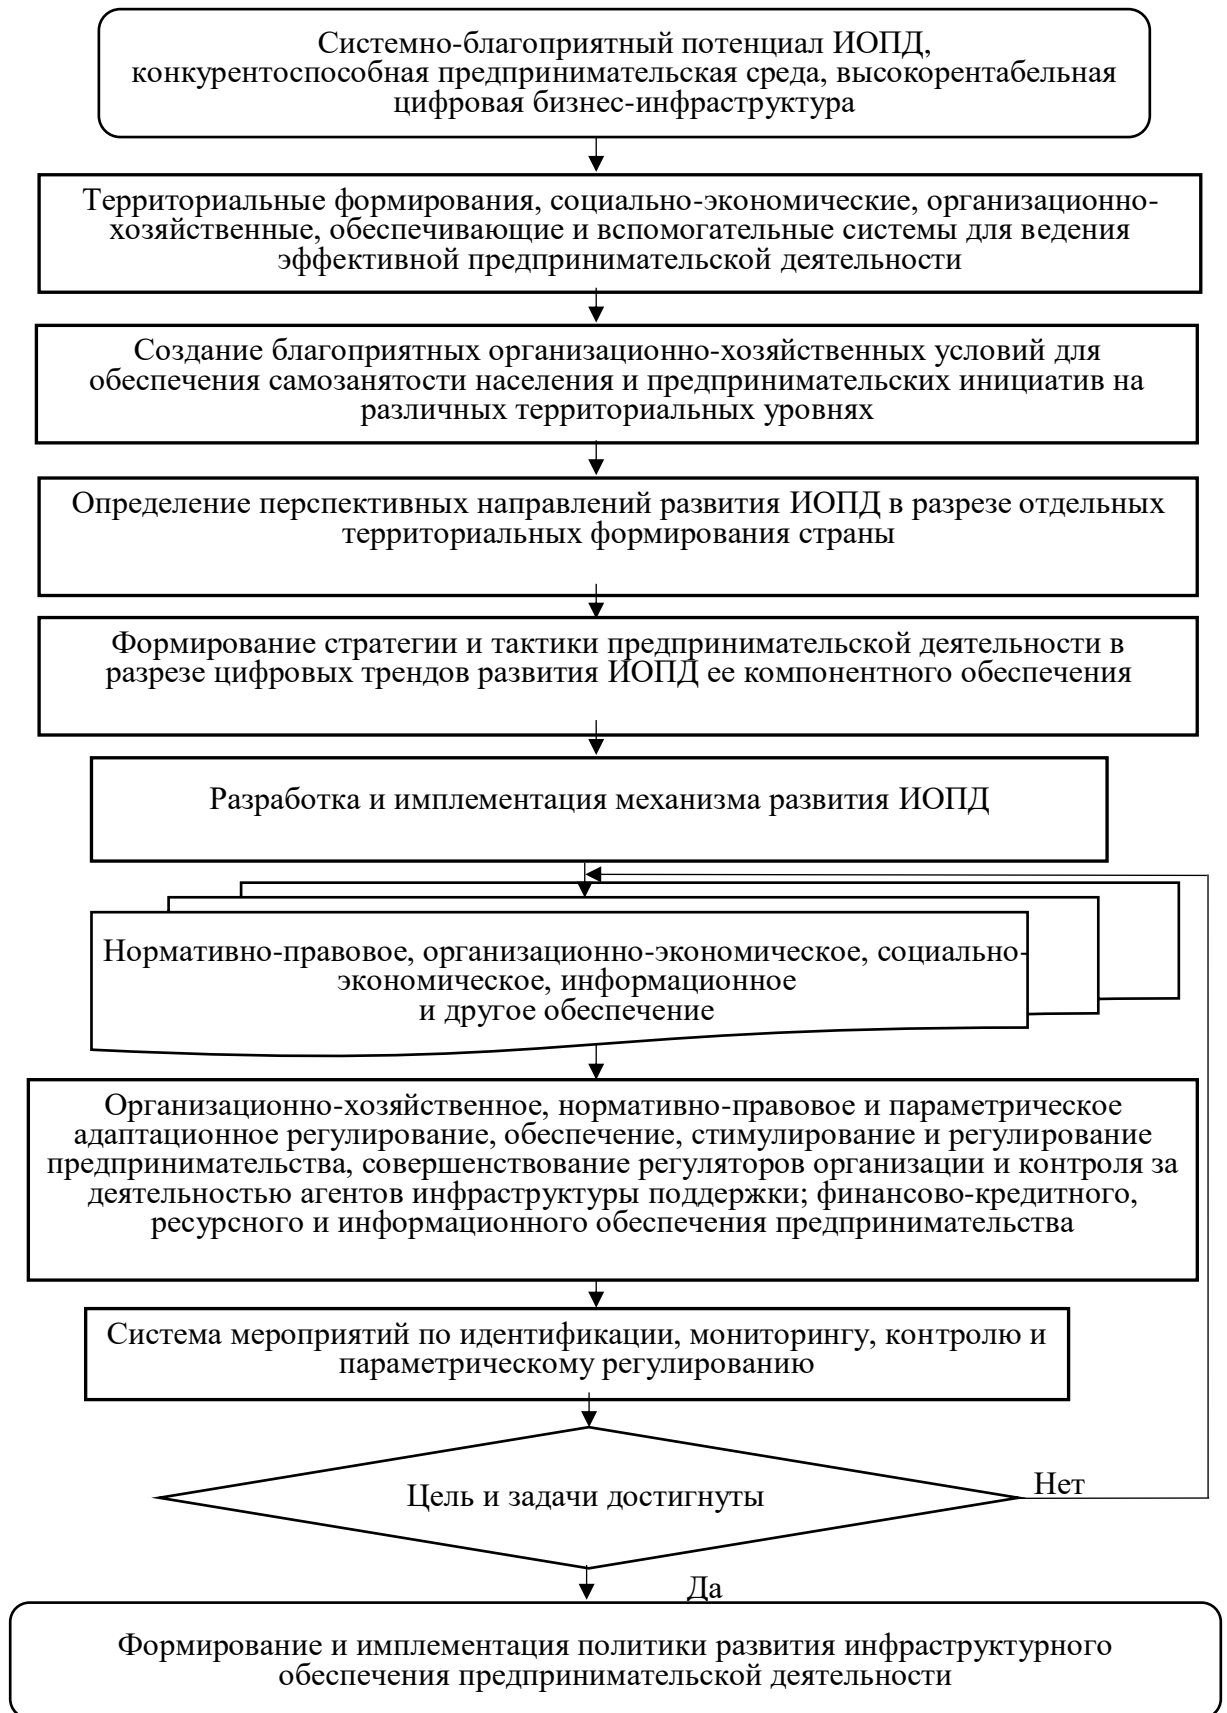 Системно-благоприятный потенциал ИОПД,
конкурентоспособная предпринимательская среда, высокорентабельная
цифровая бизнес-инфраструктура
Территориальные формирования, социально-экономические, организационно-
хозяйственные, обеспечивающие и вспомогательные системы для ведения
эффективной предпринимательской деятельности
Создание благоприятных организационно-хозяйственных условий для
обеспечения самозанятости населения и предпринимательских инициатив на
различных территориальных уровнях
Определение перспективных направлений развития ИОПД в разрезе отдельных
территориальных формирования страны
Формирование стратегии и тактики предпринимательской деятельности в
разрезе цифровых трендов развития ИОПД ее компонентного обеспечения
Разработка и имплементация механизма развития ИОПД
Нормативно-правовое, организационно-экономическое, социально-
экономическое, информационное
и другое обеспечение
Организационно-хозяйственное, нормативно-правовое и параметрическое
адаптационное регулирование, обеспечение, стимулирование и регулирование
предпринимательства, совершенствование регуляторов организации и контроля за
деятельностью агентов инфраструктуры поддержки; финансово-кредитного,
ресурсного и информационного обеспечения предпринимательства
Система мероприятий по идентификации, мониторингу, контролю и
параметрическому регулированию
Цель и задачи достигнуты
Нет
Да
Формирование и имплементация политики развития инфраструктурного
обеспечения предпринимательской деятельности